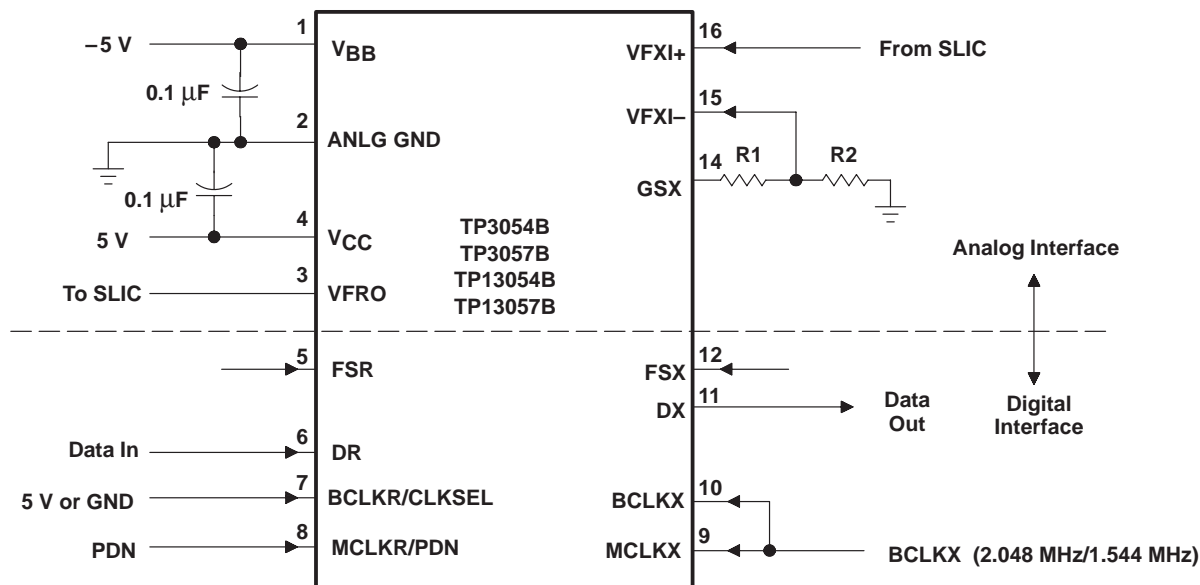 –5 V
1
VBB
0.1 μF
2
ANLG GND
0.1 μF
4
5 V
VCC
3
To SLIC
VFRO
TP3054B
TP3057B
TP13054B
TP13057B
16
VFXI+
From SLIC
15
VFXI–
14
R1
R2
GSX
Analog Interface
5
FSR
12
FSX
11
DX
Data
Out
Digital
Interface
6
Data In
DR
7
5 V or GND
BCLKR/CLKSEL
8
PDN
MCLKR/PDN
10
BCLKX
9
MCLKX
BCLKX (2.048 MHz/1.544 MHz)